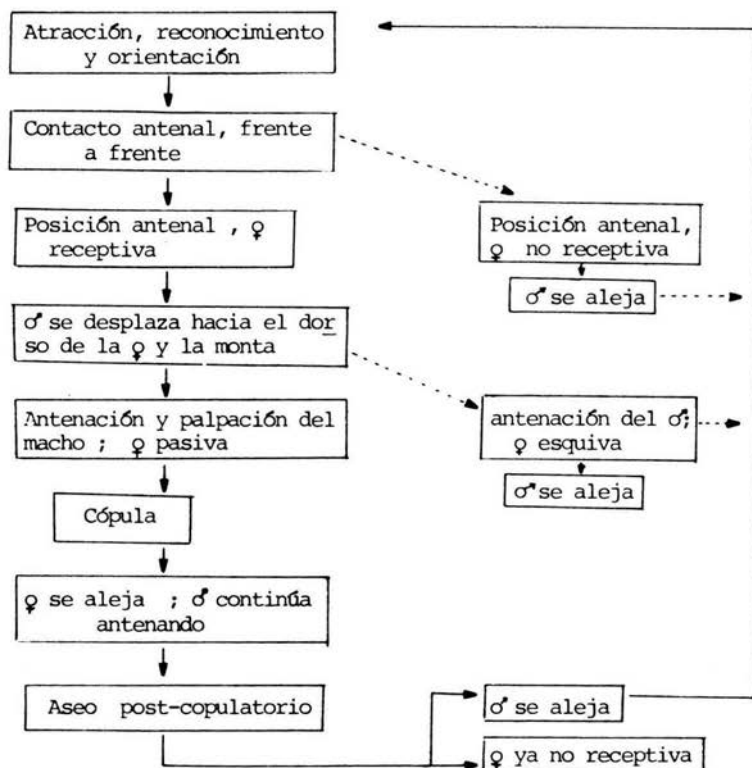 Atracción, reconocimiento
y orientación
Contacto antenal, frente
a frente
Posición antenal , ♀
receptiva
Posición antenal,
♀ no receptiva
♂ se aleja
♂ se desplaza hacia el dor
so de la ♀ y la monta
Antenación y palpación del
macho ; ♀ pasiva
antenación del ♂;
♀ esquiva
♂ se aleja
Cópula
♀ se aleja ; ♂ continúa
antenando
Aseo post-copulatorio
♂ se aleja
♀ ya no receptiva